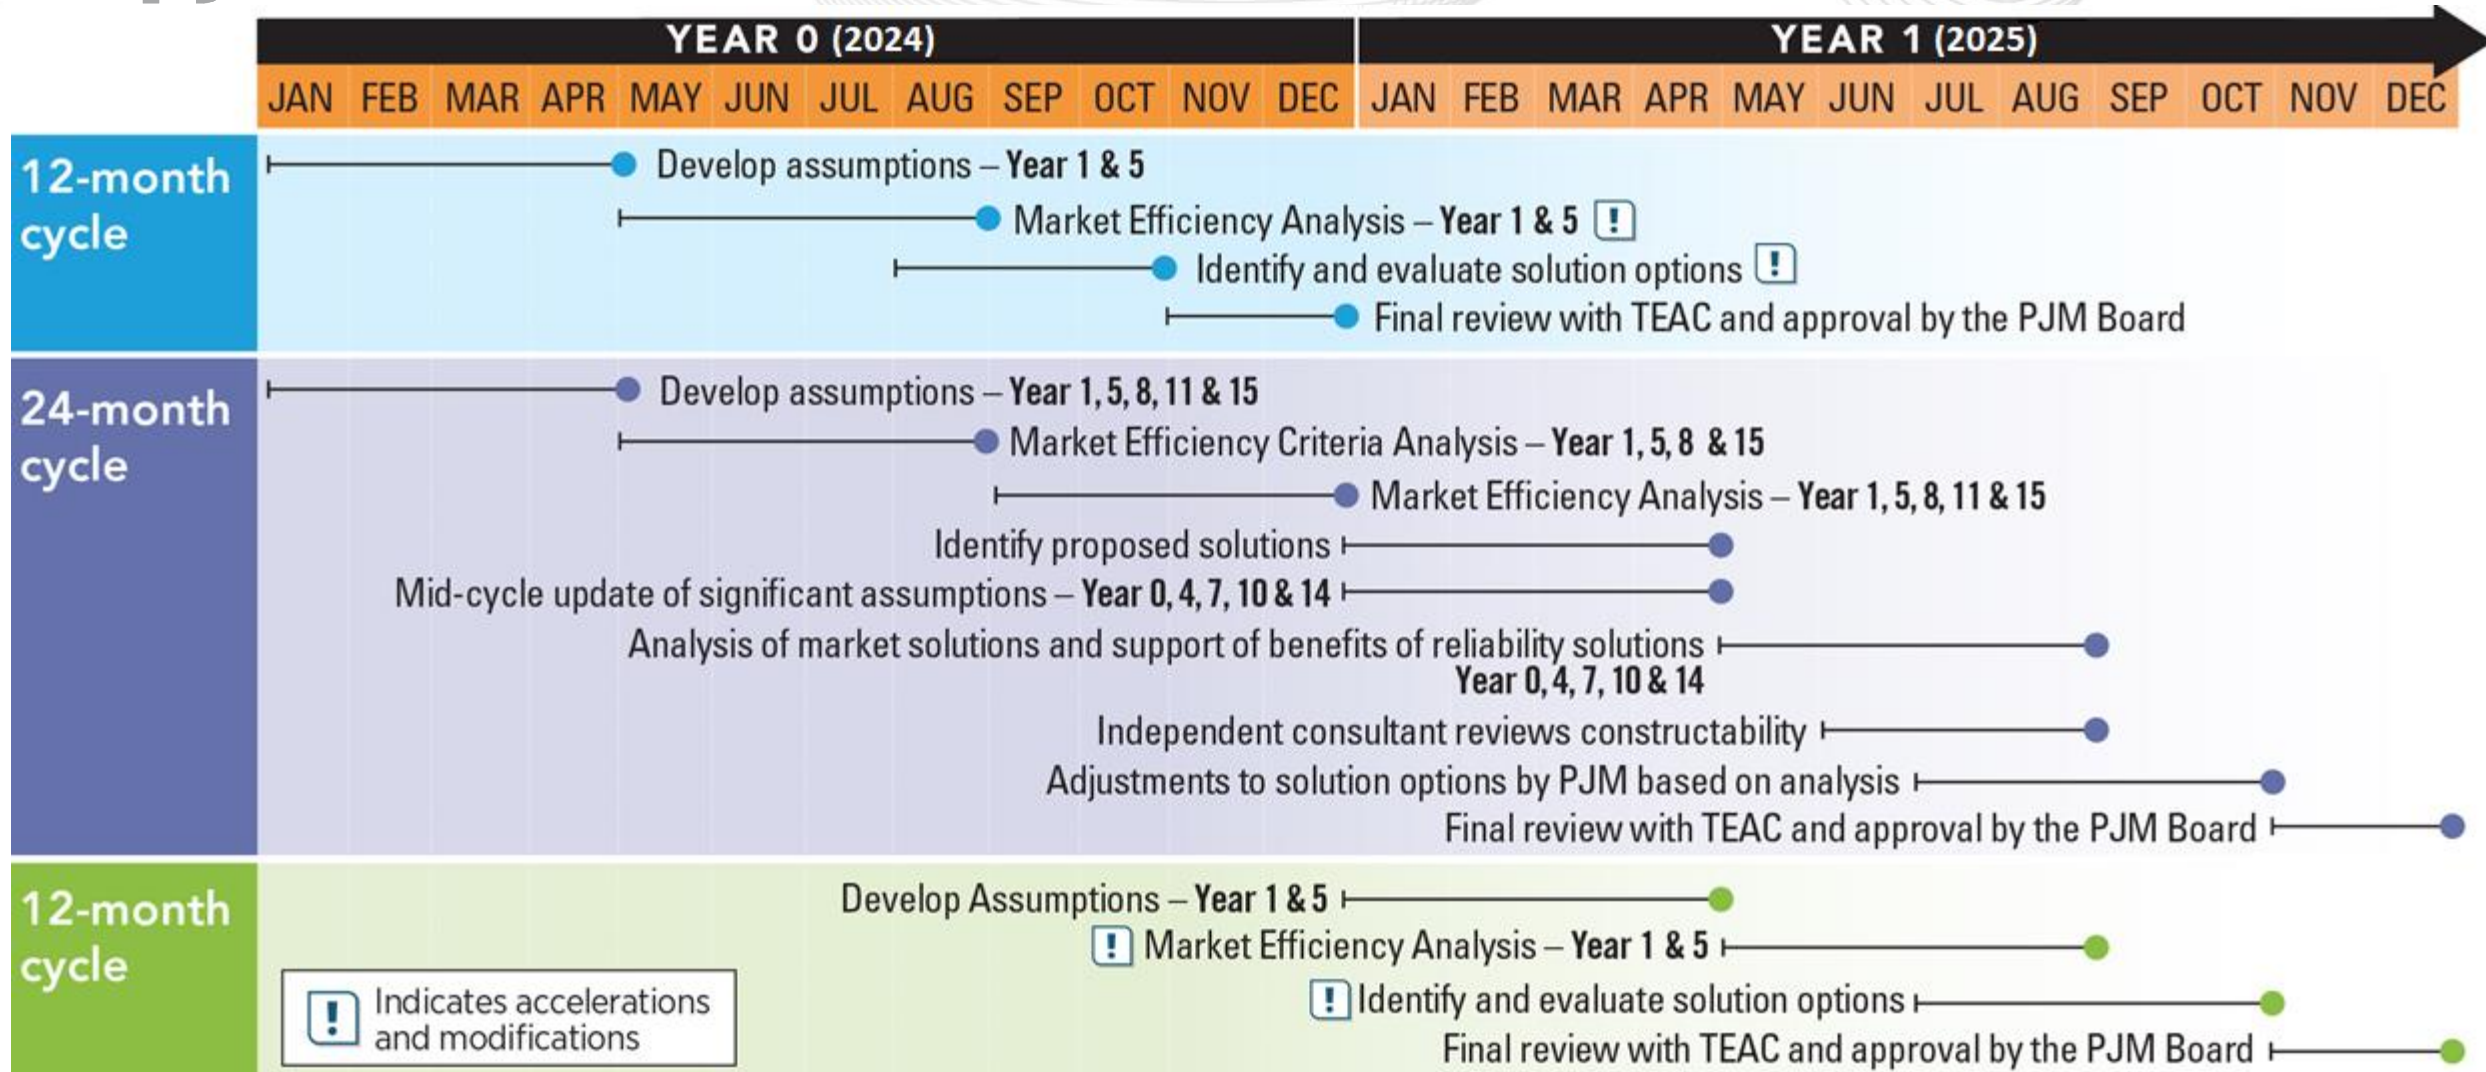 YEAR 0 (2024) YEAR 1 (2025)
JAN FEB MAR APR MAY JUN JUL AUG SEP OCT NOV DEC JAN FEB MAR APR MAY JUN JUL AUG SEP OCT NOV DEC
12-month
cycle
Develop assumptions – Year 1 & 5
Market Efficiency Analysis – Year 1 & 5 !
Identify and evaluate solution options !
Final review with TEAC and approval by the PJM Board
24-month
cycle
Develop assumptions – Year 1, 5, 8, 11 & 15
Market Efficiency Criteria Analysis – Year 1, 5, 8 & 15
Market Efficiency Analysis – Year 1, 5, 8, 11 & 15
Identify proposed solutions
Mid-cycle update of significant assumptions – Year 0, 4, 7, 10 & 14
Analysis of market solutions and support of benefits of reliability solutions
Year 0, 4, 7, 10 & 14
Independent consultant reviews constructability
Adjustments to solution options by PJM based on analysis
Final review with TEAC and approval by the PJM Board
12-month
cycle
Develop Assumptions – Year 1 & 5
! Market Efficiency Analysis – Year 1 & 5
! Identify and evaluate solution options
Final review with TEAC and approval by the PJM Board
! Indicates accelerations
and modifications